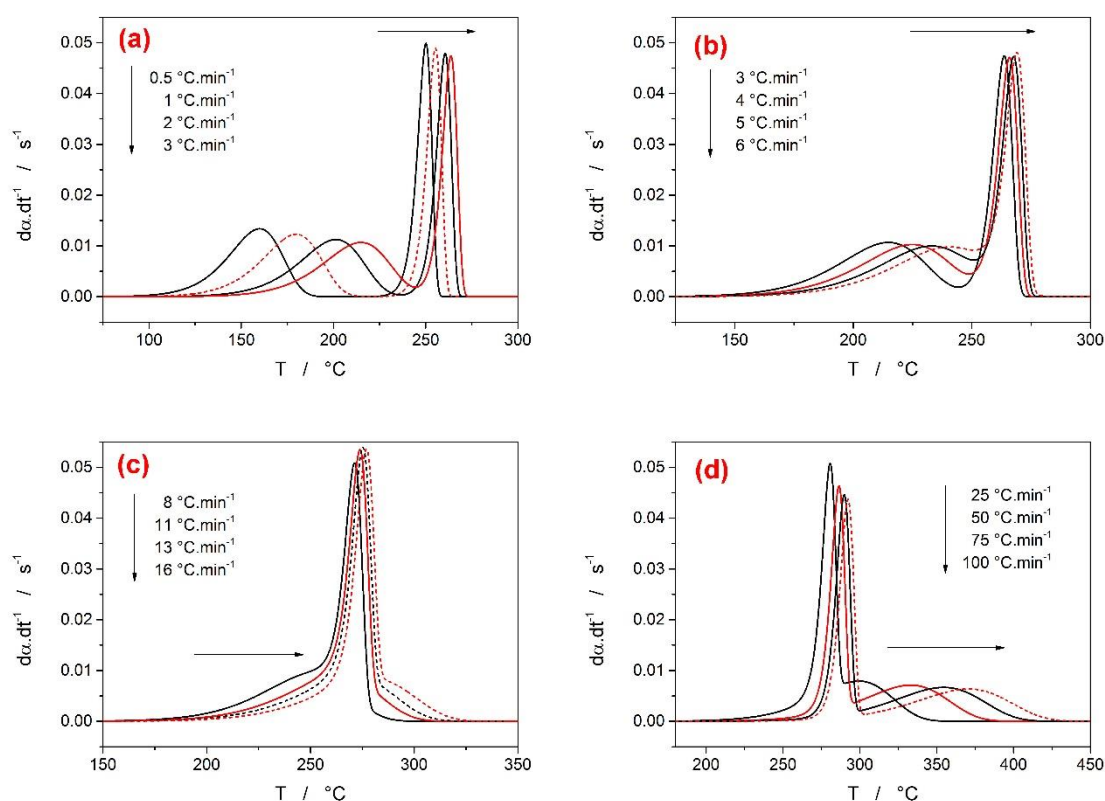 (a)
0.5 °C.min⁻¹
1 °C.min⁻¹
2 °C.min⁻¹
3 °C.min⁻¹
0.05
0.04
0.03
0.02
0.01
0.00
dα.dt⁻¹ / s⁻¹
100 150 200 250 300
T / °C
(b)
3 °C.min⁻¹
4 °C.min⁻¹
5 °C.min⁻¹
6 °C.min⁻¹
0.05
0.04
0.03
0.02
0.01
0.00
dα.dt⁻¹ / s⁻¹
150 200 250 300
T / °C
(c)
8 °C.min⁻¹
11 °C.min⁻¹
13 °C.min⁻¹
16 °C.min⁻¹
0.05
0.04
0.03
0.02
0.01
0.00
dα.dt⁻¹ / s⁻¹
150 200 250 300 350
T / °C
(d)
25 °C.min⁻¹
50 °C.min⁻¹
75 °C.min⁻¹
100 °C.min⁻¹
0.05
0.04
0.03
0.02
0.01
0.00
dα.dt⁻¹ / s⁻¹
200 250 300 350 400 450
T / °C